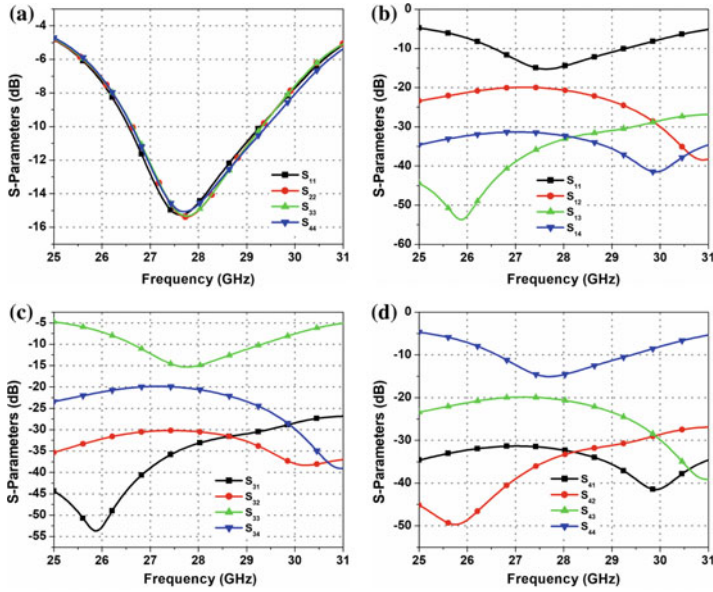 (a)
S-Parameters (dB)
-4
-6
-8
-10
-12
-14
-16
S11
S22
S33
S44
25 26 27 28 29 30 31
Frequency (GHz)
(b)
S-Parameters (dB)
0
-10
-20
-30
-40
-50
-60
S11
S12
S13
S14
25 26 27 28 29 30 31
Frequency (GHz)
(c)
S-Parameters (dB)
-5
-10
-15
-20
-25
-30
-35
-40
-45
-50
-55
S31
S32
S33
S34
25 26 27 28 29 30 31
Frequency (GHz)
(d)
S-Parameters (dB)
0
-10
-20
-30
-40
-50
S41
S42
S43
S44
25 26 27 28 29 30 31
Frequency (GHz)